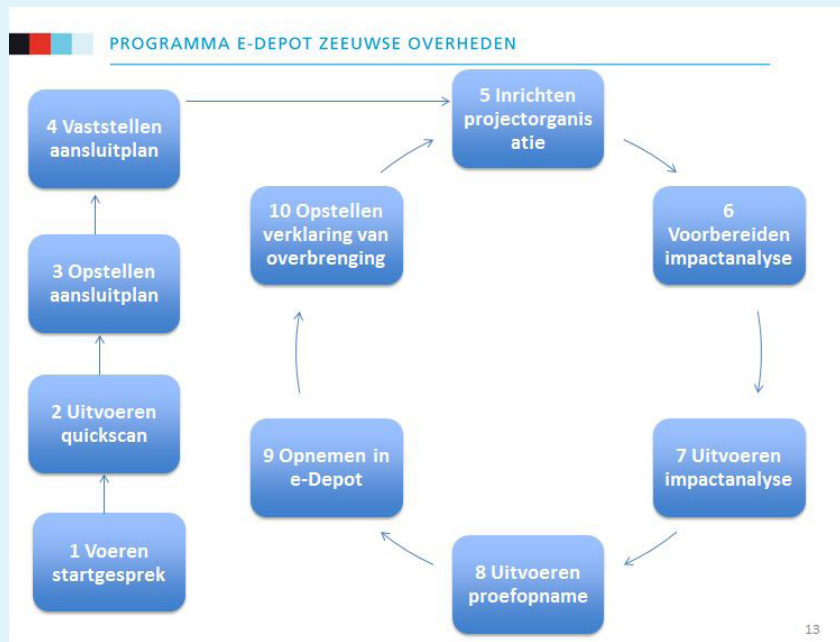 PROGRAMMA E-DEPOT ZEEUWSE OVERHEDEN
1 Voeren
startgesprek
2 Uitvoeren
quickscan
3 Opstellen
aansluitplan
4 Vaststellen
aansluitplan
5 Inrichten
projectorganis
atie
6
Voorbereiden
impactanalyse
7 Uitvoeren
impactanalyse
8 Uitvoeren
proefopname
9 Opnemen in
e-Depot
10 Opstellen
verklaring van
overbrenging
13